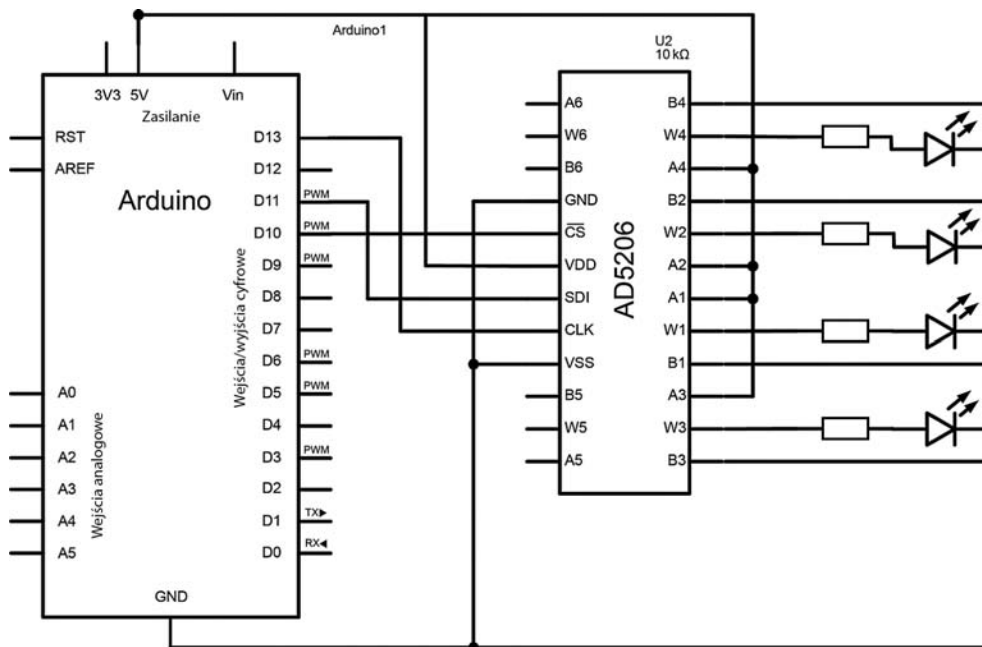 Arduino1
3V3 5V Vin
Zasilanie
RST
AREF
Arduino
D13
D12
D11 PWM
D10 PWM
D9 PWM
D8
D7
D6 PWM
D5 PWM
D4
D3 PWM
D2
D1 TX
D0 RX
Wejścia/wyjścia cyfrowe
A0
A1
A2
A3
A4
A5
Wejścia analogowe
GND
U2
10 kΩ
A6
W6
B6
GND
CS
VDD
SDI
CLK
VSS
B5
W5
A5
AD5206
B4
W4
A4
B2
W2
A2
A1
W1
B1
A3
W3
B3